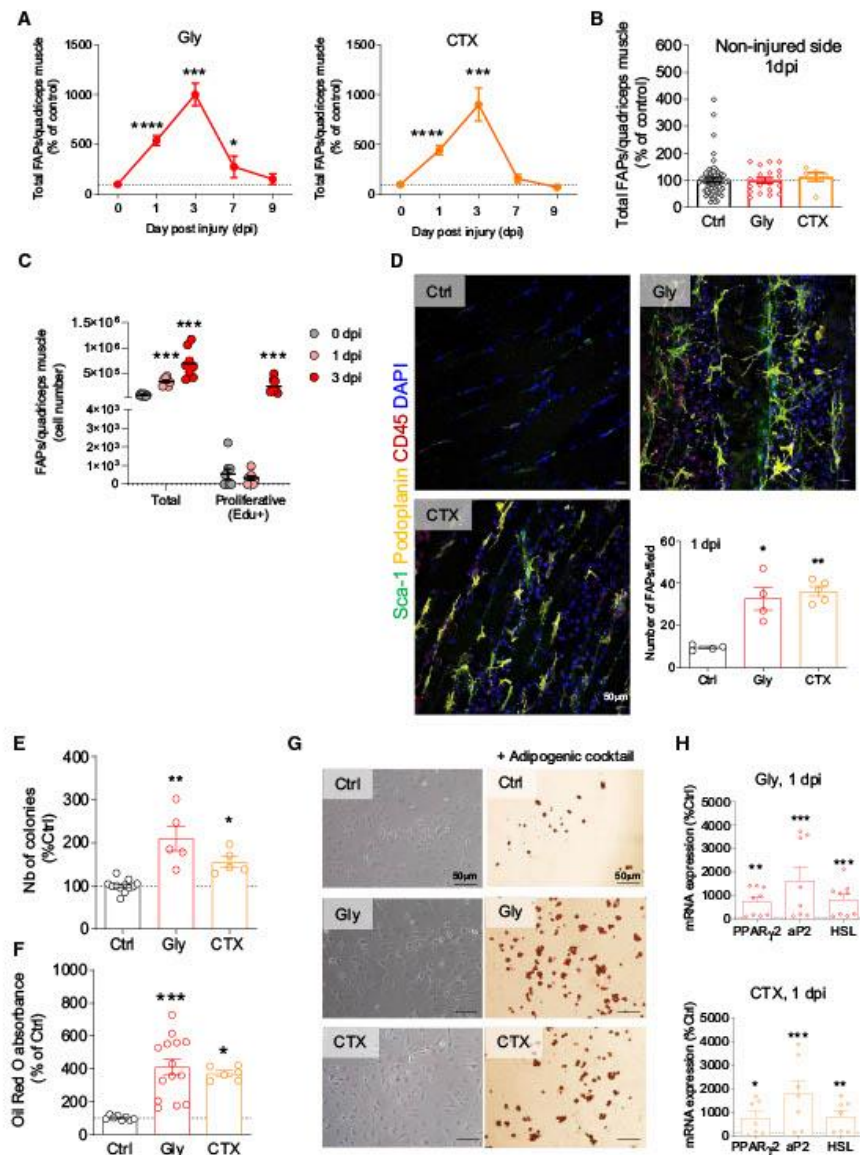 A
Gly
CTX
Total FAPs/quadriceps muscle
(% of control)
1500
1000
500
0
****
***
*
0 1 3 7 9
Day post injury (dpi)
Total FAPs/quadriceps muscle
(% of control)
1500
1000
500
0
****
***
0 1 3 7 9
Day post injury (dpi)
B
Non-injured side
1dpi
Total FAPs/quadriceps muscle
(% of control)
600
500
400
300
200
100
0
Ctrl Gly CTX
C
FAPs/quadriceps muscle
(cell number)
1.5×10⁶
1×10⁶
5×10⁵
4×10³
3×10³
2×10³
1×10³
0
***
***
***
0 dpi
1 dpi
3 dpi
Total
Proliferative
(Edu+)
D
Sca-1 Podoplanin CD45 DAPI
Ctrl
Gly
CTX
50μm
1 dpi
Number of FAPs/field
60
40
20
0
*
**
Ctrl Gly CTX
E
Nb of colonies
(%Ctrl)
400
300
200
100
0
**
*
Ctrl Gly CTX
F
Oil Red O absorbance
(% of Ctrl)
1000
800
600
400
200
0
***
*
Ctrl Gly CTX
G
+ Adipogenic cocktail
Ctrl
50μm
Ctrl
50μm
Gly
Gly
CTX
CTX
H
Gly, 1 dpi
mRNA expression (%Ctrl)
5000
4000
3000
2000
1000
0
**
***
***
PPARγ2 aP2 HSL
CTX, 1 dpi
mRNA expression (%Ctrl)
5000
4000
3000
2000
1000
0
*
***
**
PPARγ2 aP2 HSL